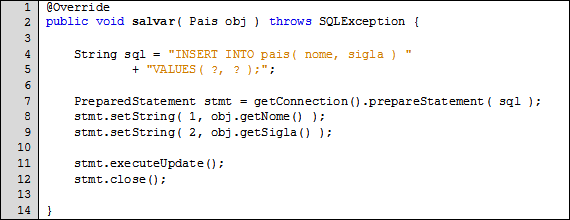 1 @Override
2 public void salvar( Pais obj ) throws SQLException {
3
4 String sql = "INSERT INTO pais( nome, sigla ) "
5 + "VALUES( ?, ? );";
6
7 PreparedStatement stmt = getConnection().prepareStatement( sql );
8 stmt.setString( 1, obj.getNome() );
9 stmt.setString( 2, obj.getSigla() );
10
11 stmt.executeUpdate();
12 stmt.close();
13
14 }